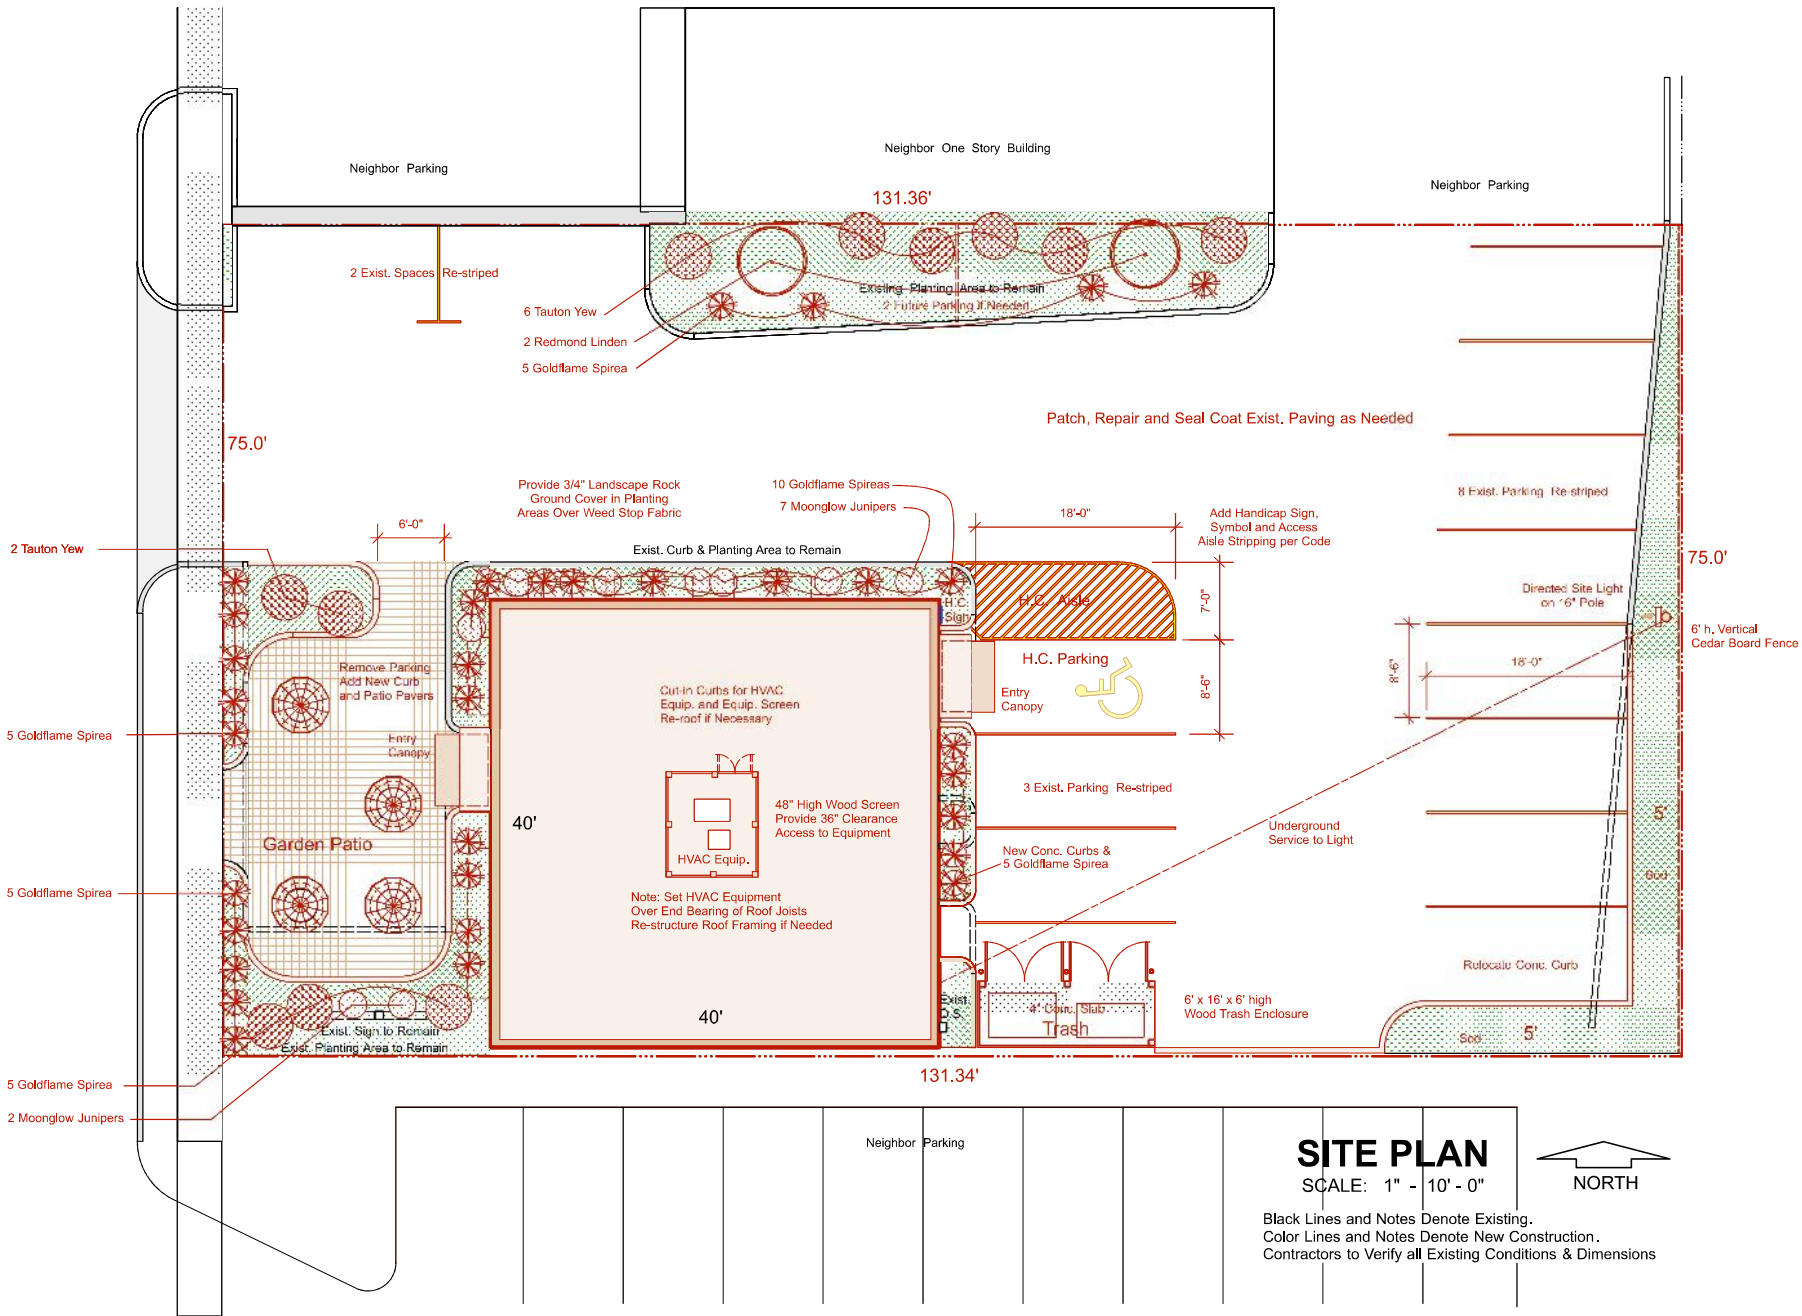 Neighbor Parking
Neighbor One Story Building
Neighbor Parking
131.36'
2 Exist. Spaces Re-striped
Existing Planting Area to Remain
2 Future Parking if Needed
6 Tauton Yew
2 Redmond Linden
5 Goldflame Spirea
Patch, Repair and Seal Coat Exist. Paving as Needed
75.0'
Provide 3/4" Landscape Rock
Ground Cover in Planting
Areas Over Weed Stop Fabric
10 Goldflame Spireas
7 Moonglow Junipers
8 Exist. Parking Re-striped
6'-0"
18'-0"
Add Handicap Sign,
Symbol and Access
Aisle Stripping per Code
2 Tauton Yew
Exist. Curb & Planting Area to Remain
75.0'
Directed Site Light
on 16" Pole
H.C.
Sign
H.C. Aisle
7'-0"
6' h. Vertical
Cedar Board Fence
Remove Parking
Add New Curb
and Patio Pavers
H.C. Parking
8'-6"
18'-0"
8'-6"
Cut-in Curbs for HVAC
Equip. and Equip. Screen
Re-roof if Necessary
Entry
Canopy
5 Goldflame Spirea
Entry
Canopy
3 Exist. Parking Re-striped
48" High Wood Screen
Provide 36" Clearance
Access to Equipment
40'
Garden Patio
HVAC Equip.
Underground
Service to Light
5'
New Conc. Curbs &
5 Goldflame Spirea
Sod
5 Goldflame Spirea
Note: Set HVAC Equipment
Over End Bearing of Roof Joists
Re-structure Roof Framing if Needed
Relocate Conc. Curb
Exist.
D.S.
4" Conc. Slab
Trash
6' x 16' x 6' high
Wood Trash Enclosure
40'
Exist. Sign to Remain
Exist. Planting Area to Remain
Sod
5'
131.34'
5 Goldflame Spirea
2 Moonglow Junipers
Neighbor Parking
SITE PLAN
SCALE: 1" - 10' - 0"
NORTH
Black Lines and Notes Denote Existing.
Color Lines and Notes Denote New Construction.
Contractors to Verify all Existing Conditions & Dimensions